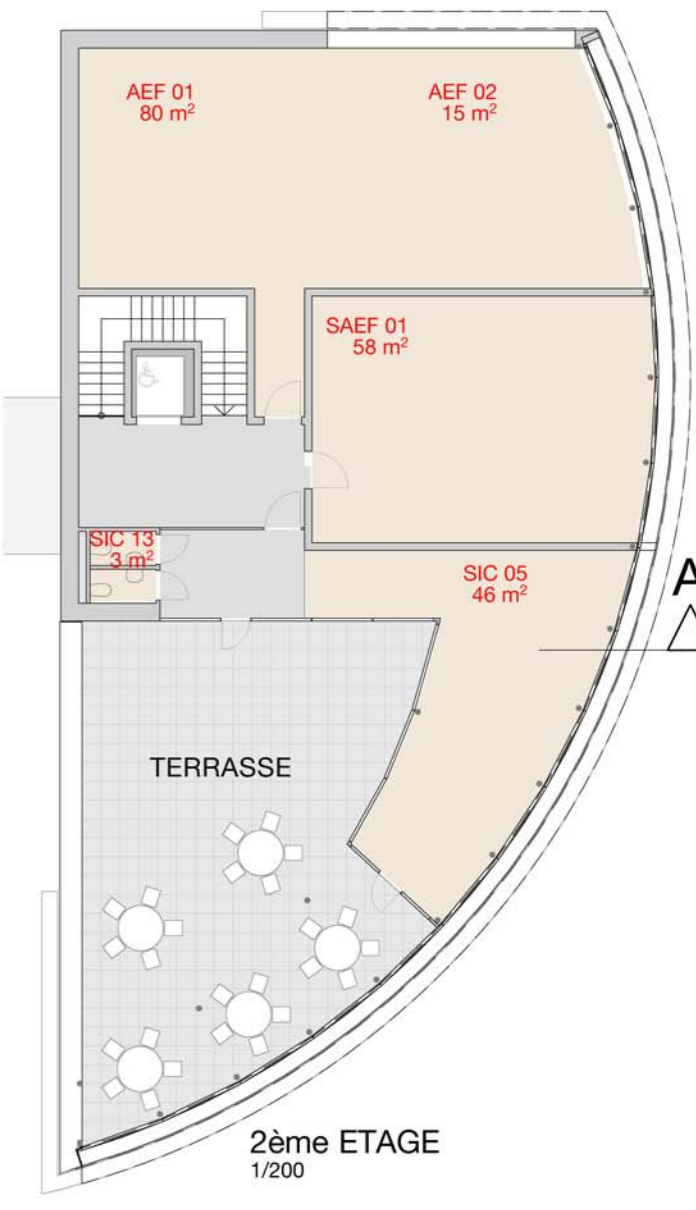 AEF 01
80 m²
AEF 02
15 m²
SAEF 01
58 m²
SIC 13
3 m²
SIC 05
46 m²
A
TERRASSE
2ème ETAGE
1/200